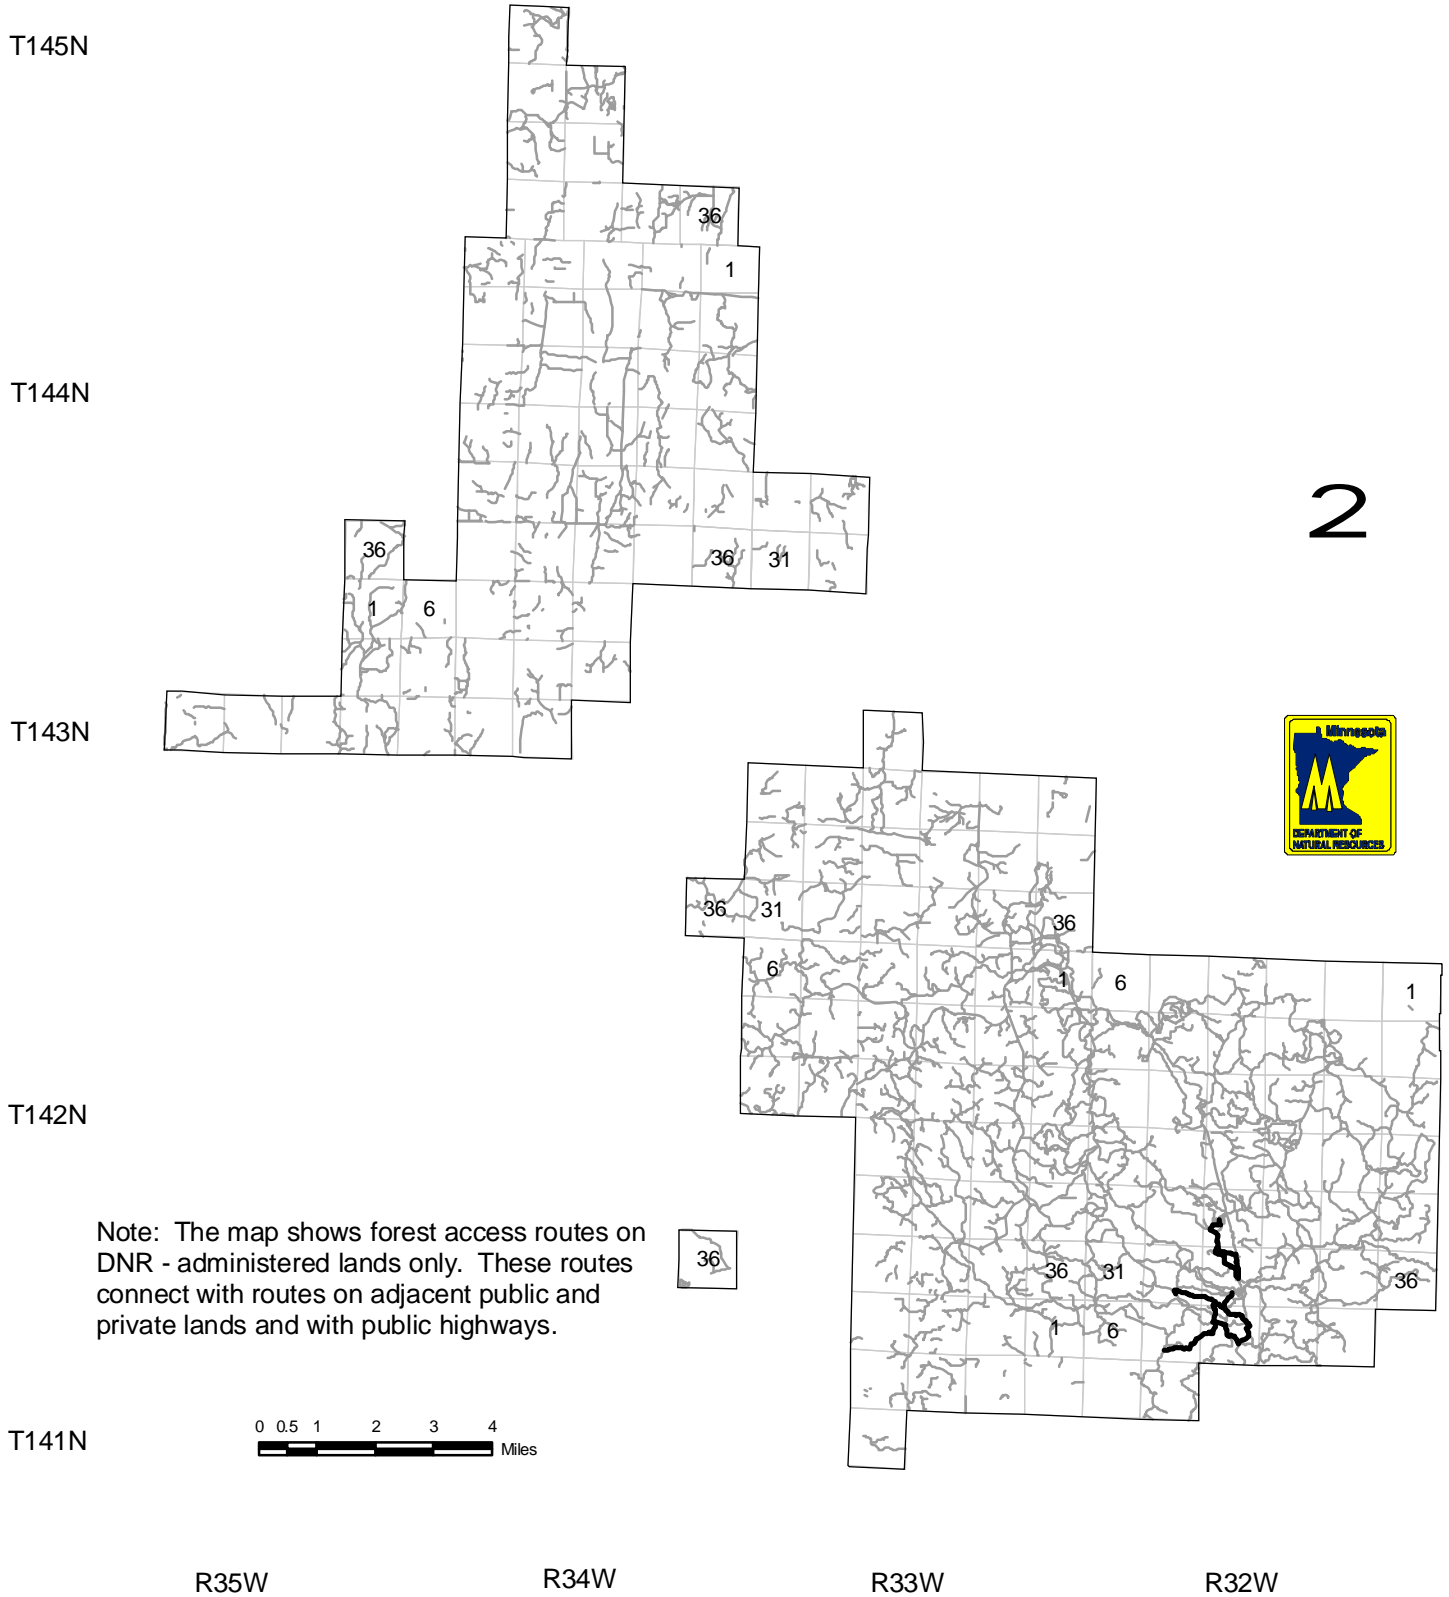 T145N
36
1
T144N
2
36
36
31
1
6
T143N
Minnesota
DEPARTMENT OF
NATURAL RESOURCES
36
31
36
6
1
6
1
T142N
Note: The map shows forest access routes on
DNR - administered lands only. These routes
connect with routes on adjacent public and
private lands and with public highways.
36
36
31
36
1
6
T141N
0 0.5 1 2 3 4
Miles
R35W
R34W
R33W
R32W